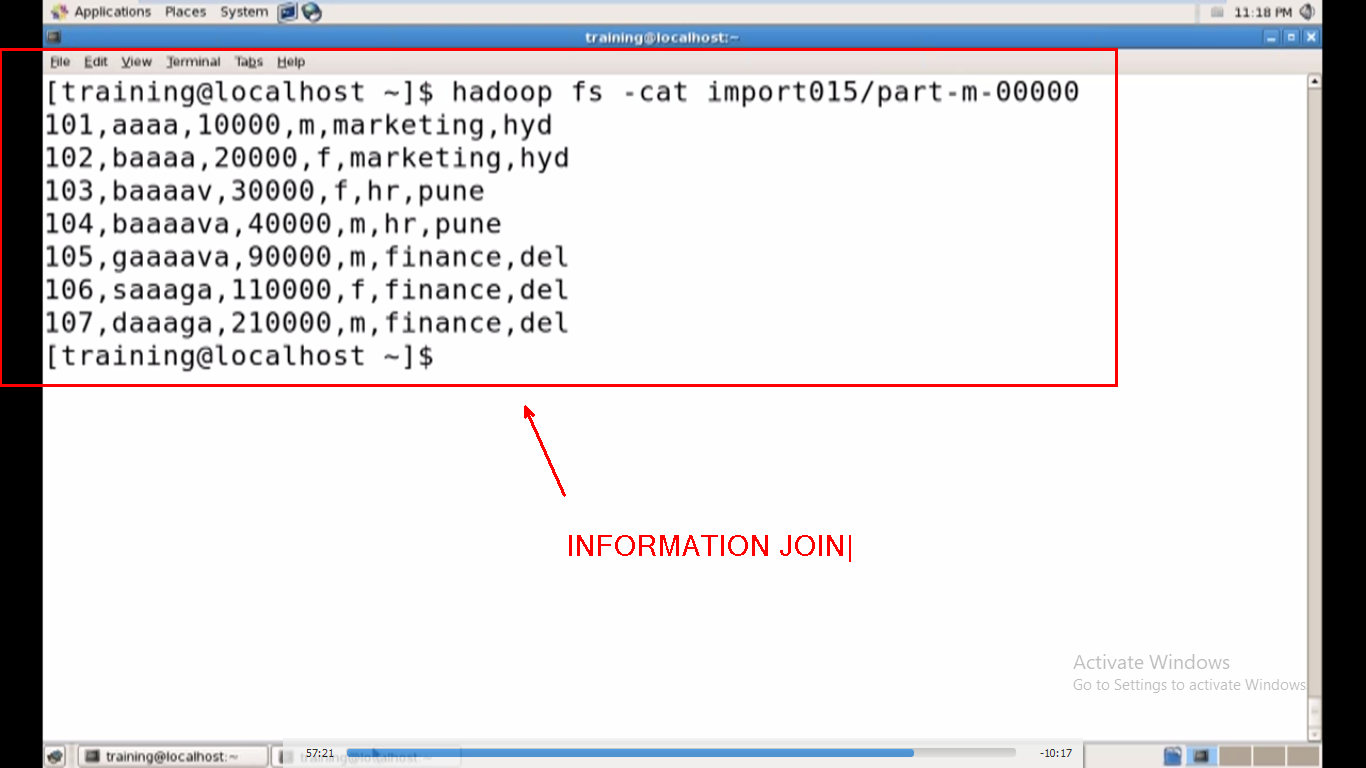 Applications Places System 11:18 PM
training@localhost:~
File Edit View Terminal Tabs Help
[training@localhost ~]$ hadoop fs -cat import015/part-m-00000
101,aaaa,10000,m,marketing,hyd
102,baaaa,20000,f,marketing,hyd
103,baaaav,30000,f,hr,pune
104,baaaava,40000,m,hr,pune
105,gaaaava,90000,m,finance,del
106,saaaga,110000,f,finance,del
107,daaaga,210000,m,finance,del
[training@localhost ~]$
INFORMATION JOIN|
Activate Windows
Go to Settings to activate Windows
training@localhost:~ training@localhost:~
57:21 -10:17